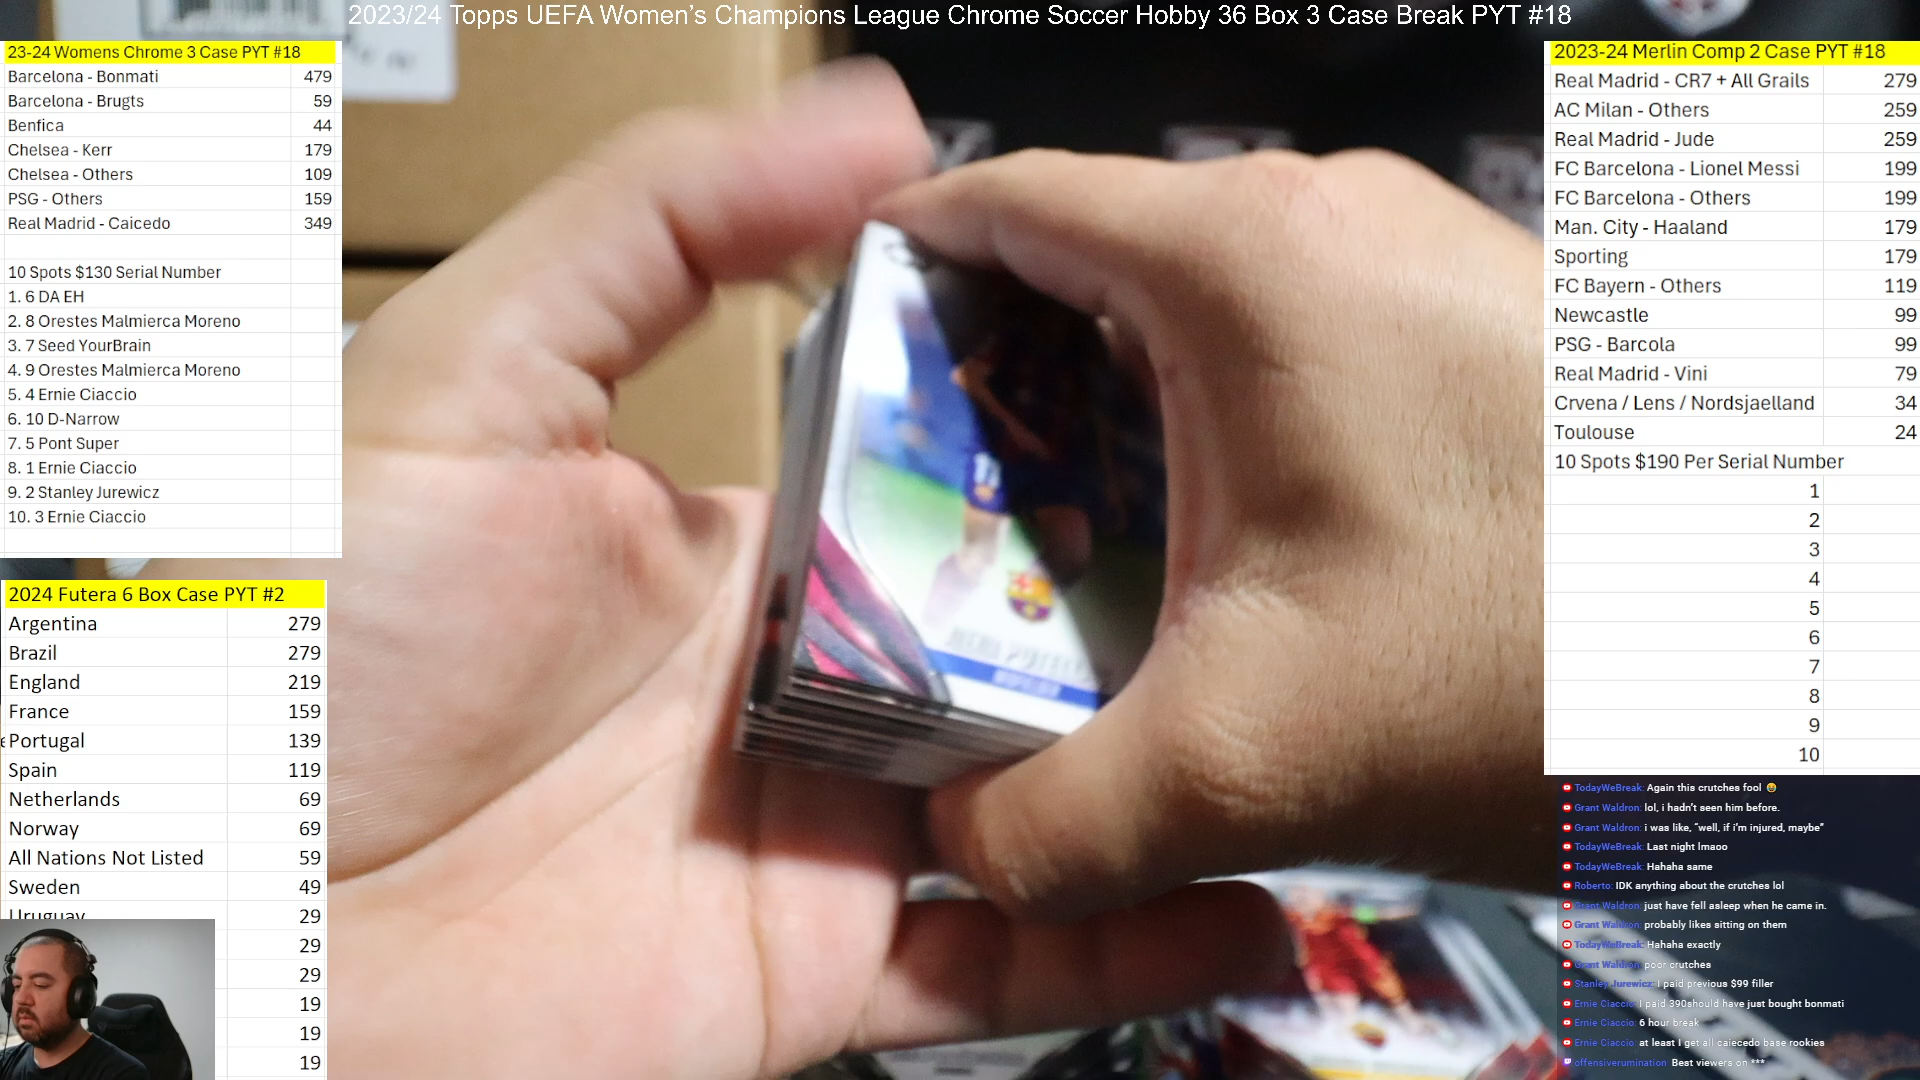 2023/24 Topps UEFA Women's Champions League Chrome Soccer Hobby 36 Box 3 Case Break PYT #18
23-24 Womens Chrome 3 Case PYT #18
Barcelona - Bonmati 479
Barcelona - Brugts 59
Benfica 44
Chelsea - Kerr 179
Chelsea - Others 109
PSG - Others 159
Real Madrid - Caicedo 349
10 Spots $130 Serial Number
1. 6 DA EH
2. 8 Orestes Malmierca Moreno
3. 7 Seed YourBrain
4. 9 Orestes Malmierca Moreno
5. 4 Ernie Ciaccio
6. 10 D-Narrow
7. 5 Pont Super
8. 1 Ernie Ciaccio
9. 2 Stanley Jurewicz
10. 3 Ernie Ciaccio
2024 Futera 6 Box Case PYT #2
Argentina 279
Brazil 279
England 219
France 159
Portugal 139
Spain 119
Netherlands 69
Norway 69
All Nations Not Listed 59
Sweden 49
Uruguay 29
29
29
19
19
19
2023-24 Merlin Comp 2 Case PYT #18
Real Madrid - CR7 + All Grails 279
AC Milan - Others 259
Real Madrid - Jude 259
FC Barcelona - Lionel Messi 199
FC Barcelona - Others 199
Man. City - Haaland 179
Sporting 179
FC Bayern - Others 119
Newcastle 99
PSG - Barcola 99
Real Madrid - Vini 79
Crvena / Lens / Nordsjaelland 34
Toulouse 24
10 Spots $190 Per Serial Number
1
2
3
4
5
6
7
8
9
10
TodayWeBreak: Again this crutches fool 😆
Grant Waldron: lol, i hadn't seen him before.
Grant Waldron: i was like, "well, if i'm injured, maybe"
TodayWeBreak: Last night lmaoo
TodayWeBreak: Hahaha same
Roberto: IDK anything about the crutches lol
Grant Waldron: just have fell asleep when he came in.
Grant Waldron: probably likes sitting on them
TodayWeBreak: Hahaha exactly
Grant Waldron: poor crutches
Stanley Jurewicz: I paid previous $99 filler
Ernie Ciaccio: I paid 390should have just bought bonmati
Ernie Ciaccio: 6 hour break
Ernie Ciaccio: at least I get all caiecedo base rookies
offensiverumination: Best viewers on ***